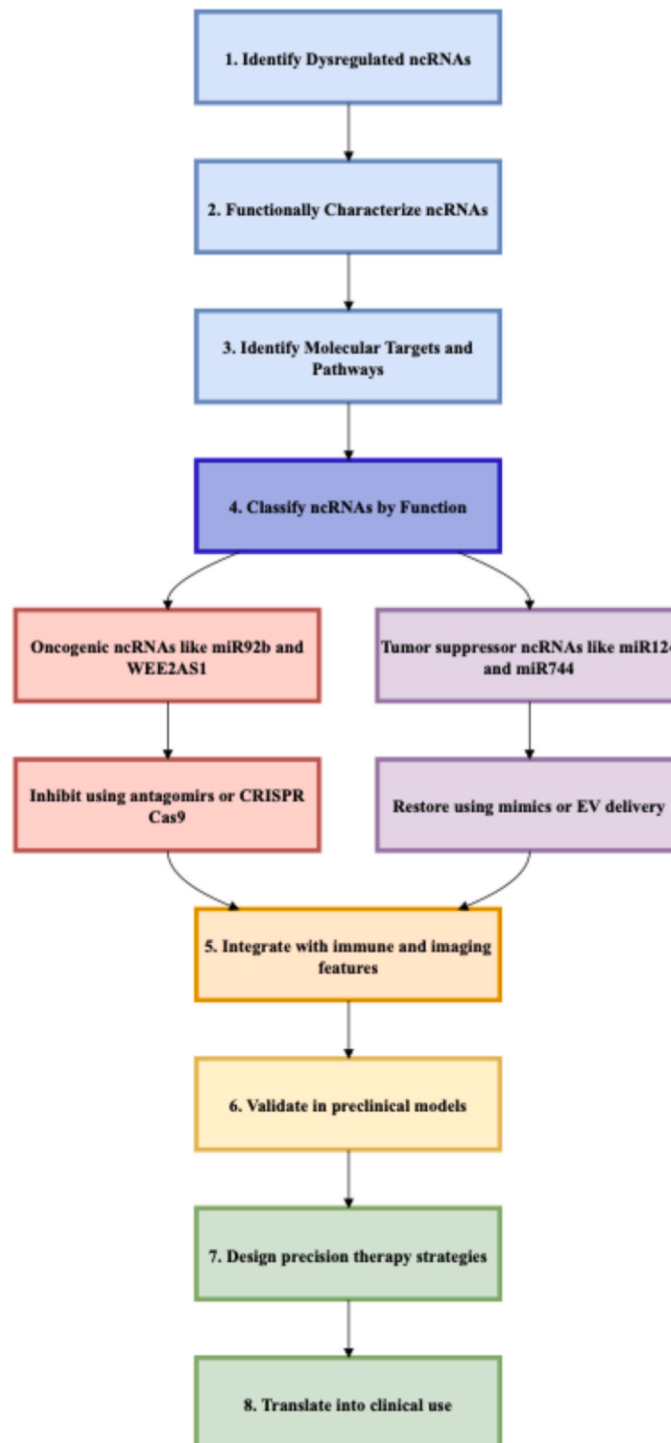 1. Identify Dysregulated ncRNAs
2. Functionally Characterize ncRNAs
3. Identify Molecular Targets and
Pathways
4. Classify ncRNAs by Function
Oncogenic ncRNAs like miR92b and
WEE2AS1
Tumor suppressor ncRNAs like
and miR744
Inhibit using antagomirs or CRISPR
Cas9
Restore using mimics or EV delivery
5. Integrate with immune and imaging
features
6. Validate in preclinical models
7. Design precision therapy strategies
8. Translate into clinical use